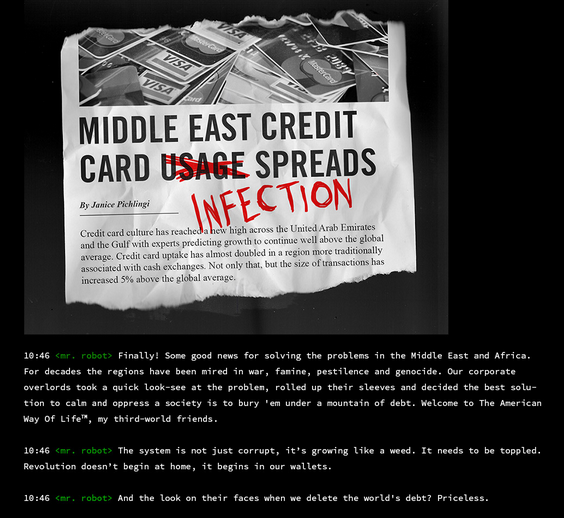 VISA
MasterCard
VISA
MasterCard
MIDDLE EAST CREDIT
CARD USAGE SPREADS
INFECTION
By Janice Pichlingi
Credit card culture has reached a new high across the United Arab Emirates
and the Gulf with experts predicting growth to continue well above the global
average. Credit card uptake has almost doubled in a region more traditionally
associated with cash exchanges. Not only that, but the size of transactions has
increased 5% above the global average.
10:46 <mr. robot> Finally! Some good news for solving the problems in the Middle East and Africa.
For decades the regions have been mired in war, famine, pestilence and genocide. Our corporate
overlords took a quick look-see at the problem, rolled up their sleeves and decided the best solu-
tion to calm and oppress a society is to bury 'em under a mountain of debt. Welcome to The American
Way Of Life™, my third-world friends.
10:46 <mr. robot> The system is not just corrupt, it’s growing like a weed. It needs to be toppled.
Revolution doesn’t begin at home, it begins in our wallets.
10:46 <mr. robot> And the look on their faces when we delete the world’s debt? Priceless.